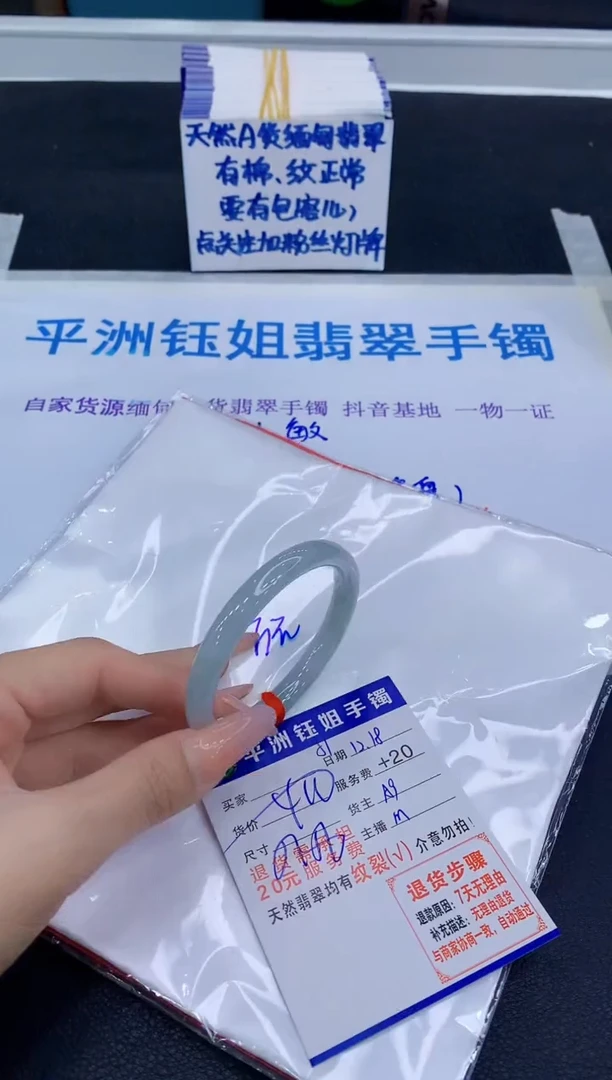 天然A货缅甸翡翠
有棉、纹正常
要有包容心
点关注加粉丝灯牌
平洲钰姐翡翠手镯
自家货源缅甸 货翡翠手镯 抖音基地 一物一证
敏
平洲钰姐手镯
日期 12.18
买家
服务费 +20
货价
货主 A9
尺寸
主播 M
退货需承担
20元服务费
天然翡翠均有纹裂(√)介意勿拍!
退货步骤
退款原因:7天无理由
补充描述:无理由退货
与商家协商一致,自动通过